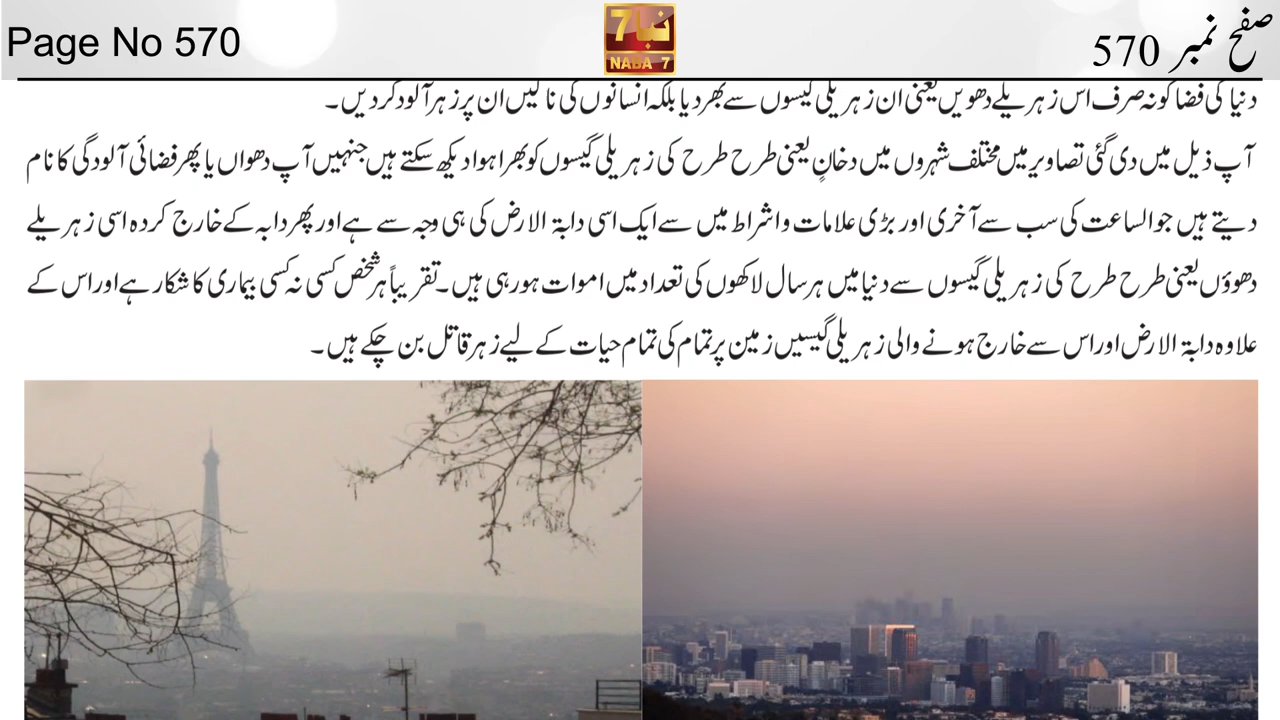 Page No 570
7 نبا
NABA 7
صفحہ نمبر 570
دنیا کی فضا کو نہ صرف اس زہریلے دھویں یعنی ان زہریلی گیسوں سے بھر دیا بلکہ انسانوں کی ناکیں ان پر زہر آلود کر دیں۔
آپ ذیل میں دی گئی تصاویر میں مختلف شہروں میں دخانٍ یعنی طرح طرح کی زہریلی گیسوں کو بھرا ہوا دیکھ سکتے ہیں جنہیں آپ دھواں یا پھر فضائی آلودگی کا نام
دیتے ہیں جو الساعت کی سب سے آخری اور بڑی علامات و اشراط میں سے ایک اسی دابۃ الارض کی ہی وجہ سے ہے اور پھر دابہ کے خارج کردہ اسی زہریلے
دھوؤں یعنی طرح طرح کی زہریلی گیسوں سے دنیا میں ہر سال لاکھوں کی تعداد میں اموات ہو رہی ہیں۔ تقریباً ہر شخص کسی نہ کسی بیماری کا شکار ہے اور اس کے
علاوہ دابۃ الارض اور اس سے خارج ہونے والی زہریلی گیسیں زمین پر تمام کی تمام حیات کے لیے زہر قاتل بن چکے ہیں۔